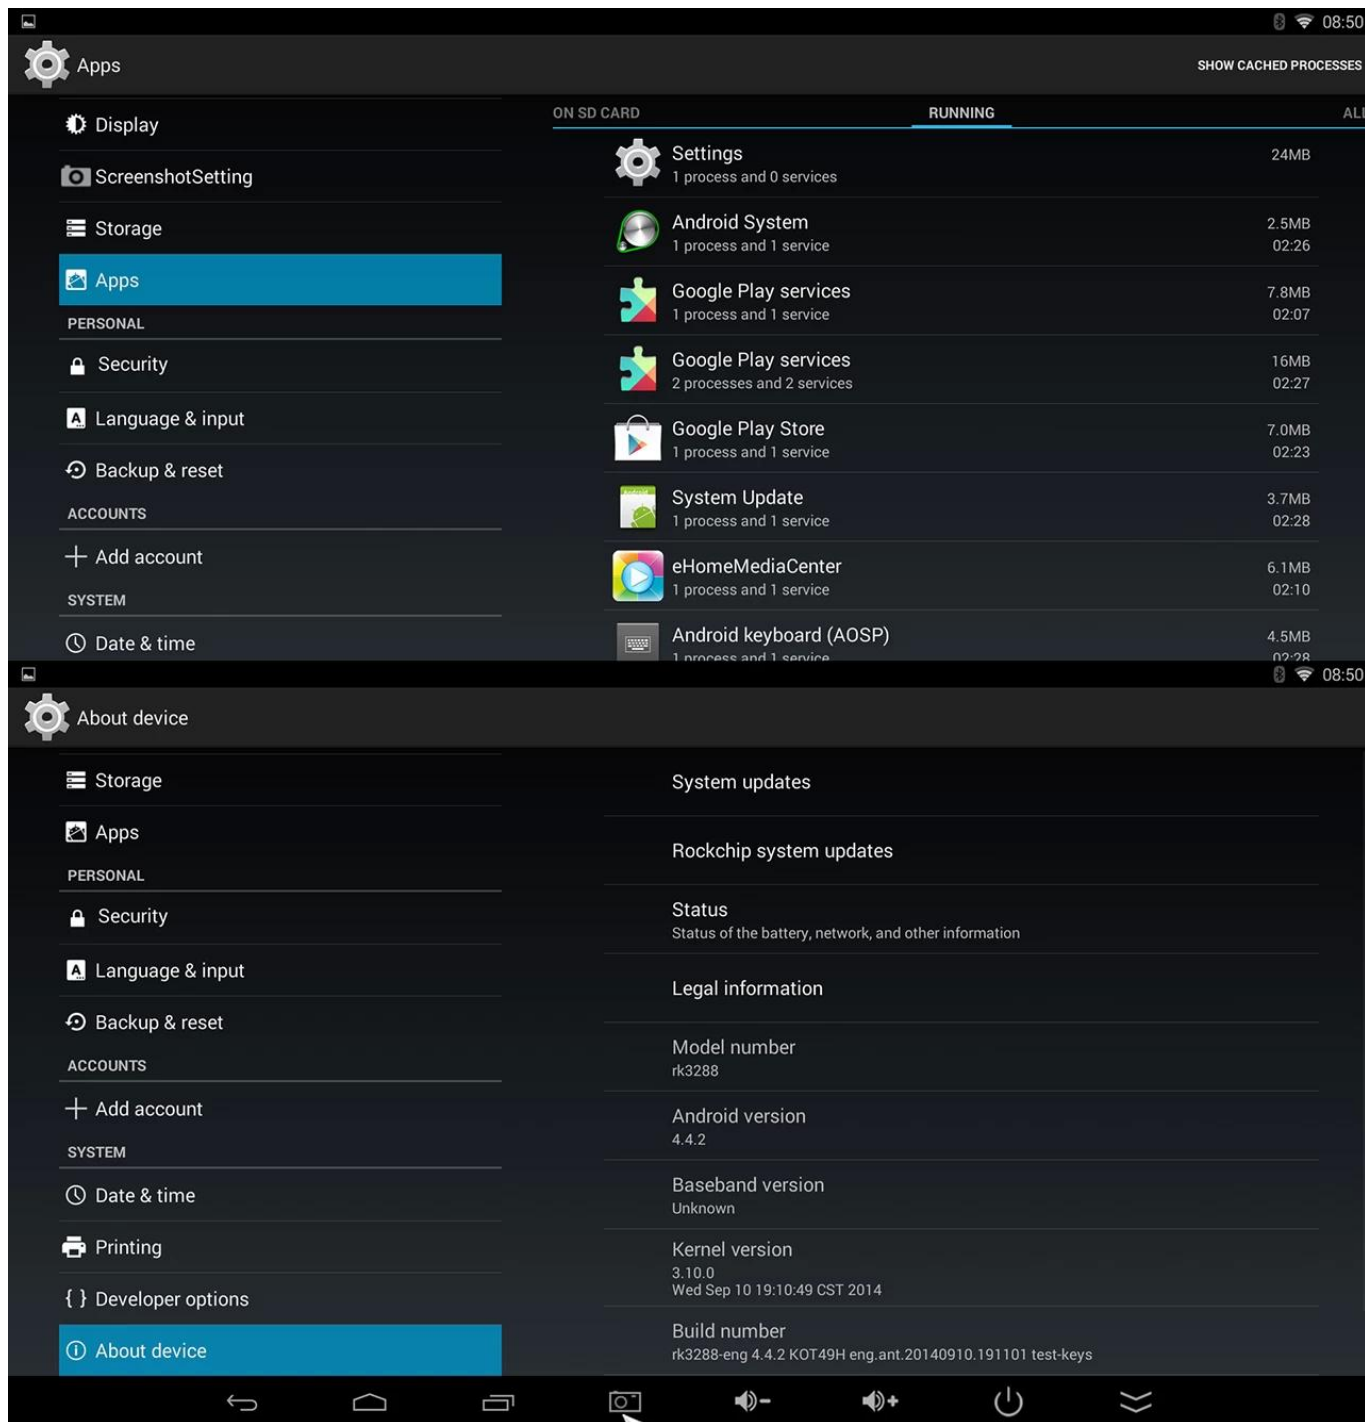 08:50
Apps
SHOW CACHED PROCESSES
Display
ScreenshotSetting
Storage
Apps
PERSONAL
Security
Language & input
Backup & reset
ACCOUNTS
Add account
SYSTEM
Date & time
ON SD CARD RUNNING ALL
Settings 24MB
1 process and 0 services
Android System 2.5MB
1 process and 1 service 02:26
Google Play services 7.8MB
1 process and 1 service 02:07
Google Play services 16MB
2 processes and 2 services 02:27
Google Play Store 7.0MB
1 process and 1 service 02:23
System Update 3.7MB
1 process and 1 service 02:28
eHomeMediaCenter 6.1MB
1 process and 1 service 02:10
Android keyboard (AOSP) 4.5MB
1 process and 1 service 02:28
08:50
About device
Storage
Apps
PERSONAL
Security
Language & input
Backup & reset
ACCOUNTS
Add account
SYSTEM
Date & time
Printing
{ } Developer options
About device
System updates
Rockchip system updates
Status
Status of the battery, network, and other information
Legal information
Model number
rk3288
Android version
4.4.2
Baseband version
Unknown
Kernel version
3.10.0
Wed Sep 10 19:10:49 CST 2014
Build number
rk3288-eng 4.4.2 KOT49H eng.ant.20140910.191101 test-keys